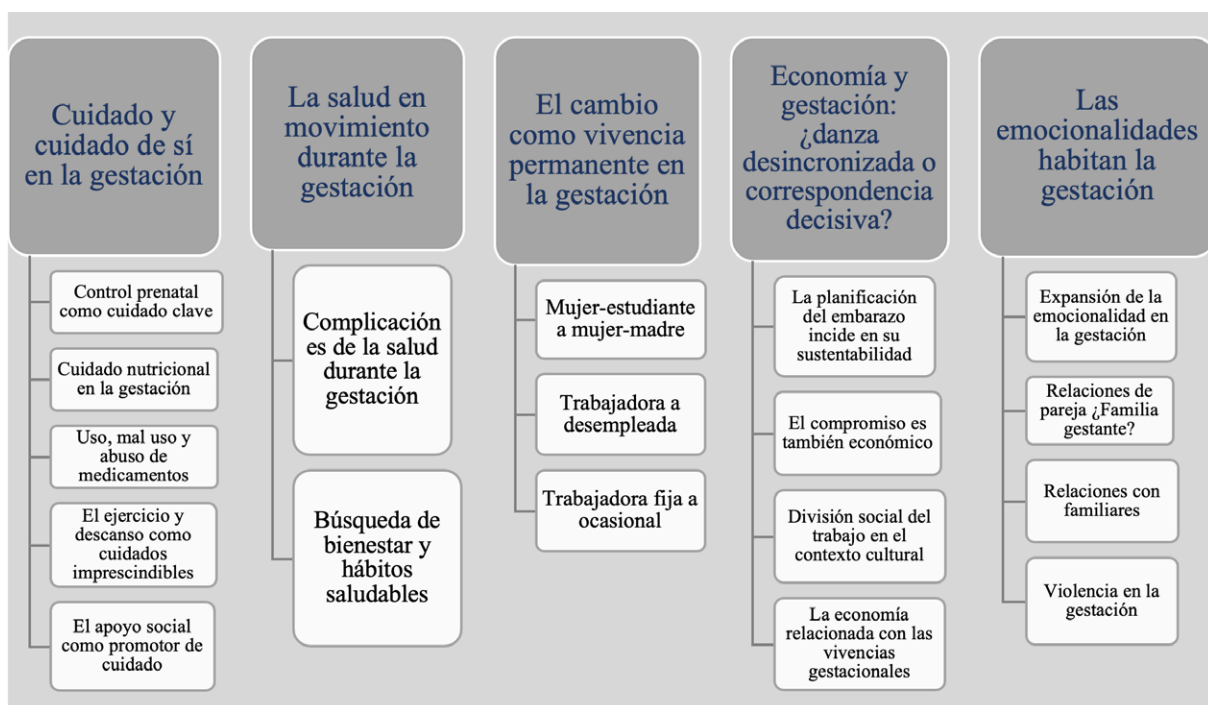 Cuidado y
cuidado de sí
en la gestación
Control prenatal
como cuidado clave
Cuidado nutricional
en la gestación
Uso, mal uso y
abuso de
medicamentos
El ejercicio y
descanso como
cuidados
imprescindibles
El apoyo social
como promotor de
cuidado
La salud en
movimiento
durante la
gestación
Complicación
es de la salud
durante la
gestación
Búsqueda de
bienestar y
hábitos
saludables
El cambio
como vivencia
permanente en
la gestación
Mujer-estudiante
a mujer-madre
Trabajadora a
desempleada
Trabajadora fija a
ocasional
Economía y
gestación:
¿danza
desincronizada o
correspondencia
decisiva?
La planificación
del embarazo
incide en su
sustentabilidad
El compromiso es
también económico
División social del
trabajo en el
contexto cultural
La economía
relacionada con las
vivencias
gestacionales
Las
emocionalidades
habitan la
gestación
Expansión de la
emocionalidad en
la gestación
Relaciones de
pareja ¿Familia
gestante?
Relaciones con
familiares
Violencia en la
gestación